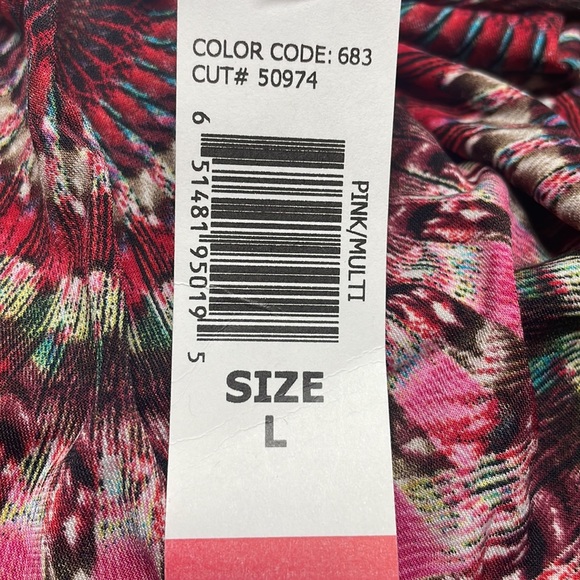 COLOR CODE: 683
CUT# 50974
6 51481 95019 5
PINK/MULTI
SIZE
L